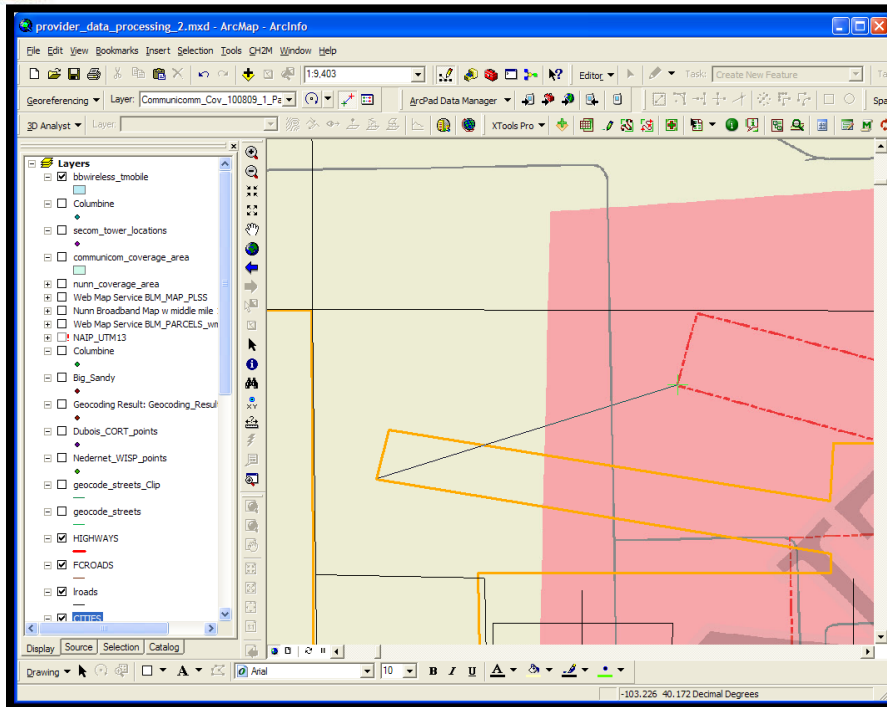 provider_data_processing_2.mxd - ArcMap - ArcInfo
File Edit View Bookmarks Insert Selection Tools CH2M Window Help
1:9,403 Editor Task: Create New Feature Ta
Georeferencing Layer: Communicomm_Cov_100809_1_Pa ArcPad Data Manager Spa
3D Analyst Layer: XTools Pro
Layers
bbwireless_tmobile
Columbine
secom_tower_locations
communicom_coverage_area
nunn_coverage_area
Web Map Service BLM_MAP_PLSS
Nunn Broadband Map w middle mile
Web Map Service BLM_PARCELS_wm
NAIP_UTM13
Columbine
Big_Sandy
Geocoding Result: Geocoding_Resul
Dubois_CORT_points
Nedernet_WISP_points
geocode_streets_Clip
geocode_streets
HIGHWAYS
FCROADS
lroads
CITIES
Display Source Selection Catalog
Drawing A Arial 10 B I U A
-103.226 40.172 Decimal Degrees